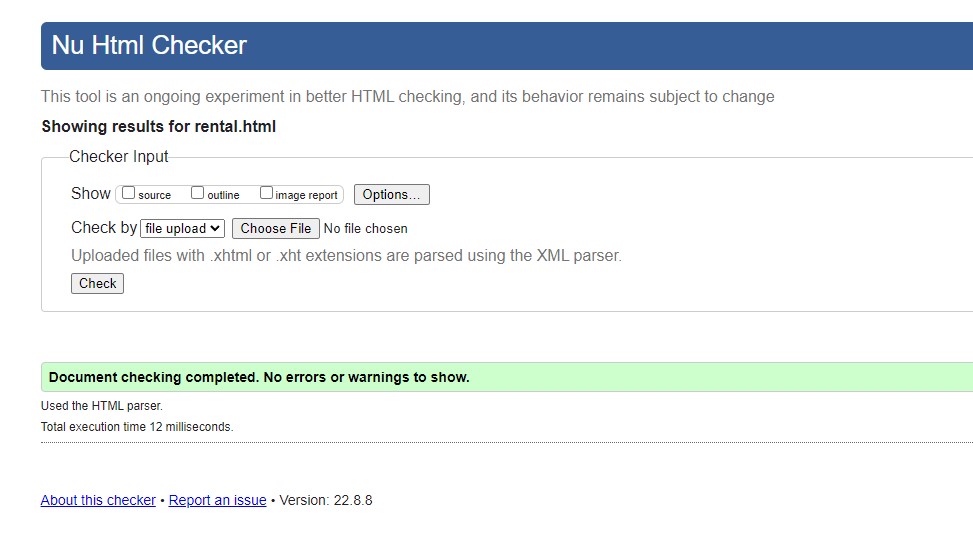 Nu Html Checker
This tool is an ongoing experiment in better HTML checking, and its behavior remains subject to change
Showing results for rental.html
Checker Input
Show source outline image report Options...
Check by file upload Choose File No file chosen
Uploaded files with .xhtml or .xht extensions are parsed using the XML parser.
Check
Document checking completed. No errors or warnings to show.
Used the HTML parser.
Total execution time 12 milliseconds.
About this checker • Report an issue • Version: 22.8.8